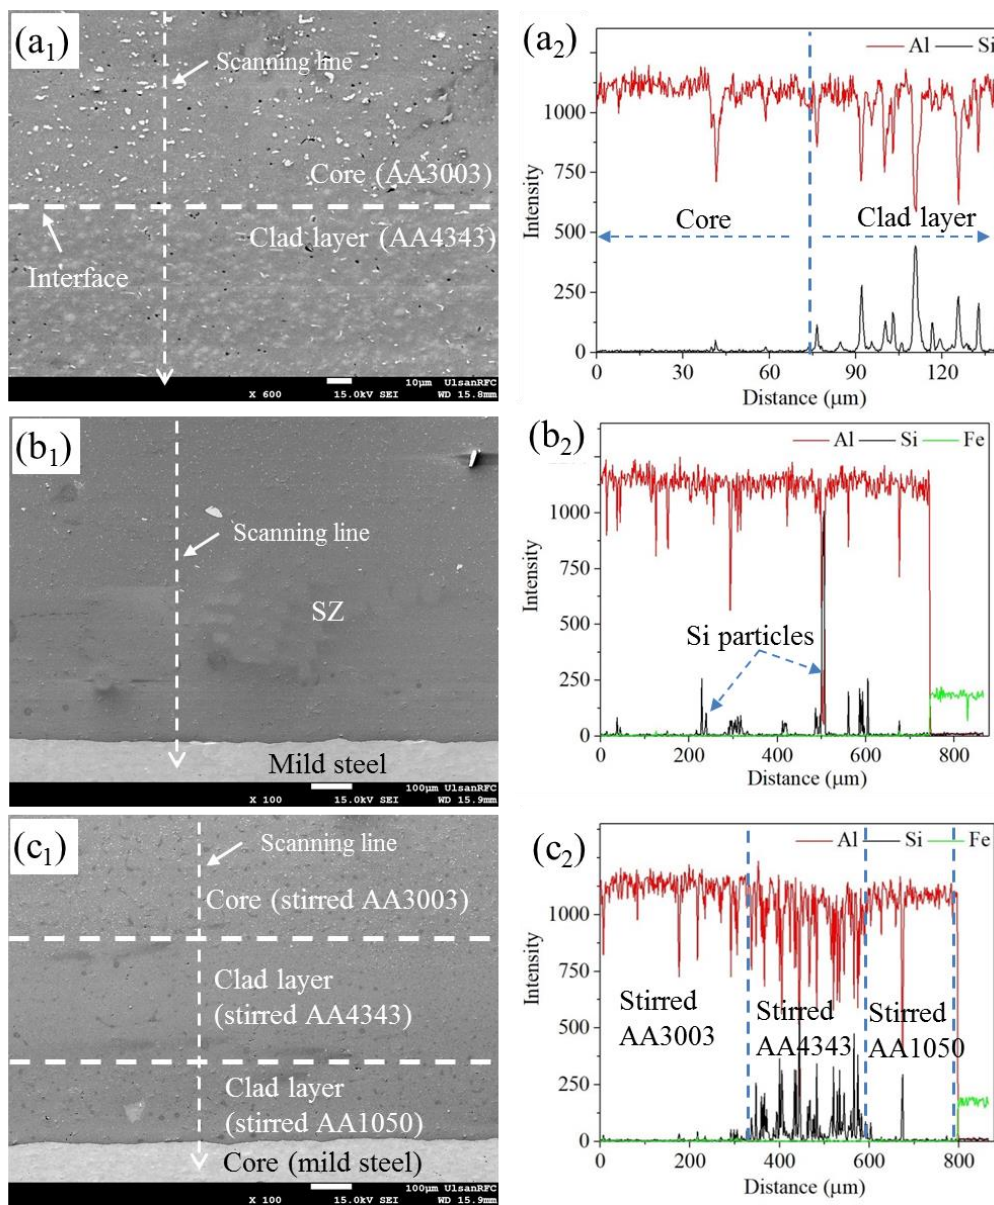 (a1)
Scanning line
Core (AA3003)
Clad layer (AA4343)
Interface
10μm UlsanRFC
X 600 15.0kV SEI WD 15.8mm
(a2)
Al Si
1000
750
500
250
0
Intensity
Core
Clad layer
0 30 60 90 120
Distance (μm)
(b1)
Scanning line
SZ
Mild steel
100μm UlsanRFC
X 100 15.0kV SEI WD 15.9mm
(b2)
Al Si Fe
1000
750
500
250
0
Intensity
Si particles
0 200 400 600 800
Distance (μm)
(c1)
Scanning line
Core (stirred AA3003)
Clad layer
(stirred AA4343)
Clad layer
(stirred AA1050)
Core (mild steel)
100μm UlsanRFC
X 100 15.0kV SEI WD 15.9mm
(c2)
Al Si Fe
1000
750
500
250
0
Intensity
Stirred
AA3003
Stirred
AA4343
Stirred
AA1050
0 200 400 600 800
Distance (μm)